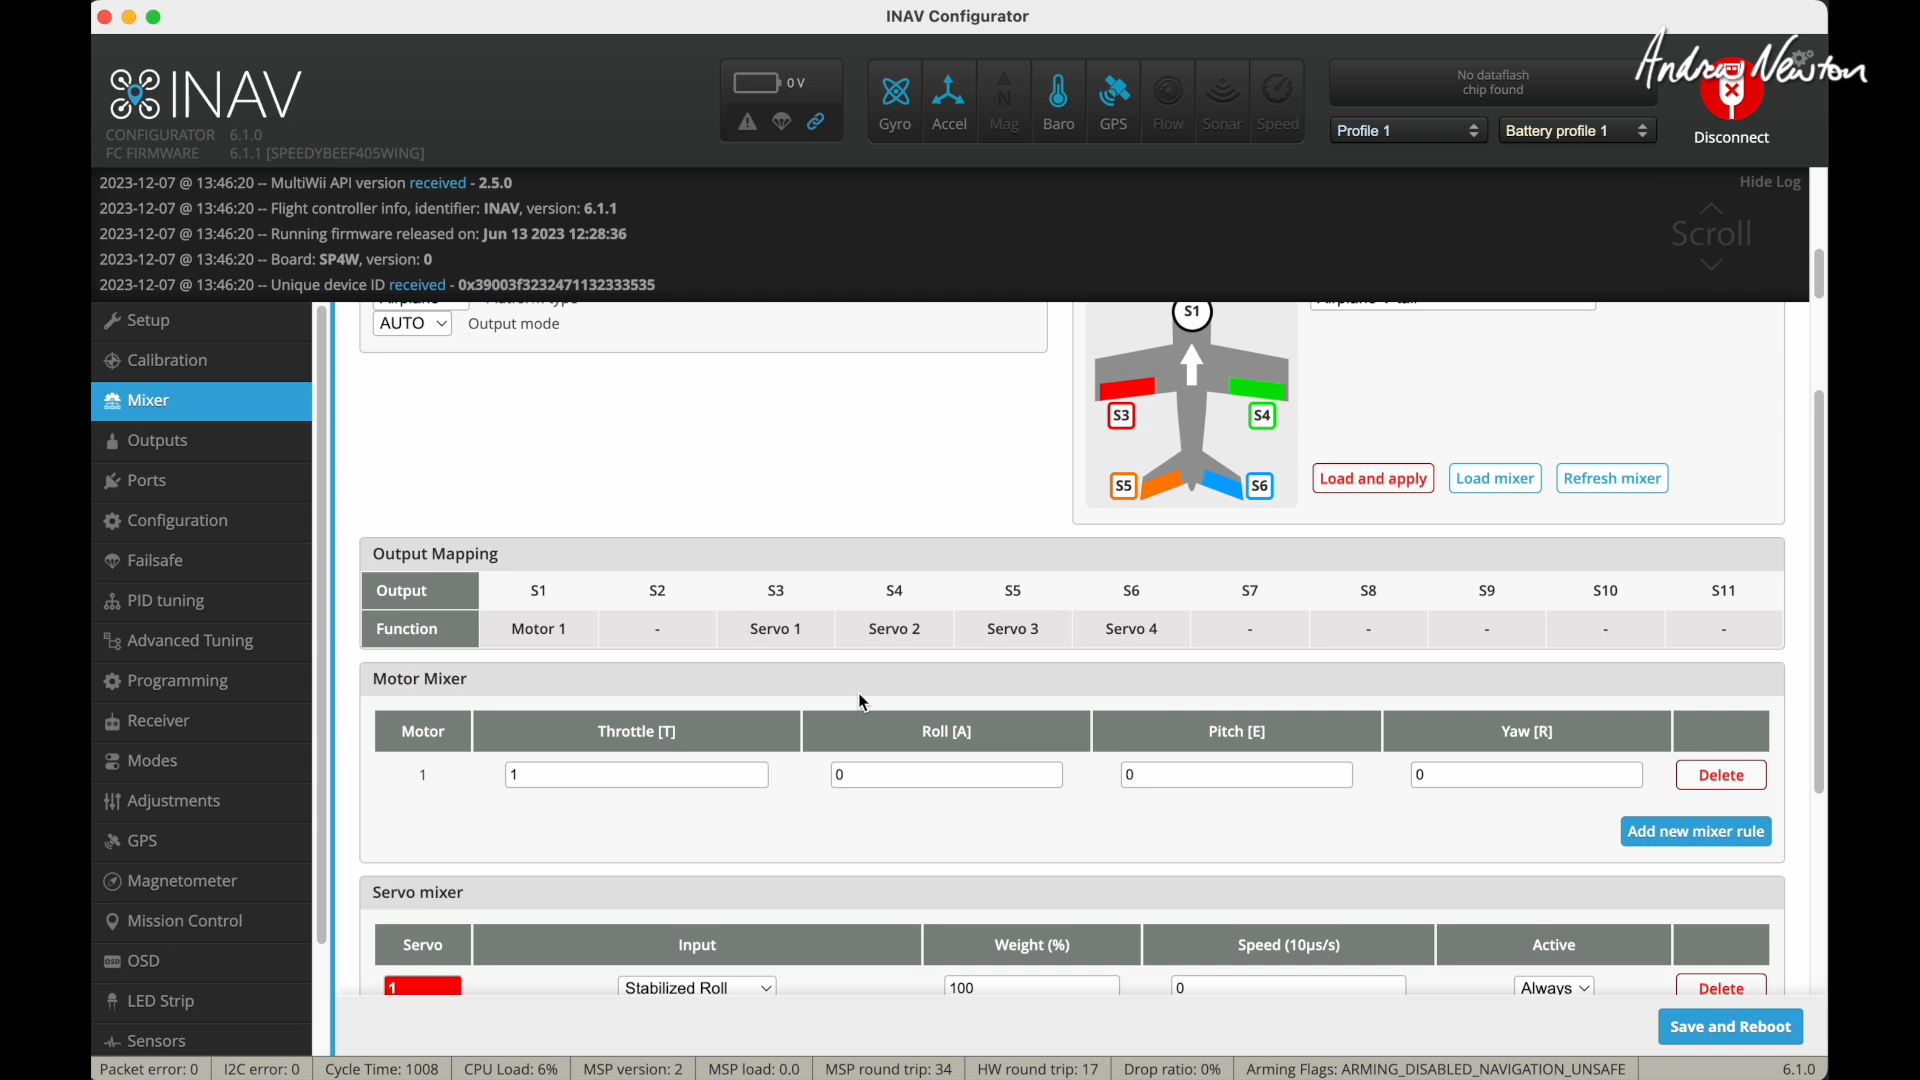 INAV Configurator
Andrew Newton
INAV
CONFIGURATOR 6.1.0
FC FIRMWARE 6.1.1 [SPEEDYBEEF405WING]
0 V
Gyro
Accel
Mag
Baro
GPS
Flow
Sonar
Speed
No dataflash
chip found
Profile 1
Battery profile 1
Disconnect
2023-12-07 @ 13:46:20 -- MultiWii API version received - 2.5.0
2023-12-07 @ 13:46:20 -- Flight controller info, identifier: INAV, version: 6.1.1
2023-12-07 @ 13:46:20 -- Running firmware released on: Jun 13 2023 12:28:36
2023-12-07 @ 13:46:20 -- Board: SP4W, version: 0
2023-12-07 @ 13:46:20 -- Unique device ID received - 0x39003f3232471132333535
Hide Log
Scroll
Setup
Calibration
Mixer
Outputs
Ports
Configuration
Failsafe
PID tuning
Advanced Tuning
Programming
Receiver
Modes
Adjustments
GPS
Magnetometer
Mission Control
OSD
LED Strip
Sensors
AUTO Output mode
S1
S3
S4
S5
S6
Load and apply
Load mixer
Refresh mixer
Output Mapping
Output S1 S2 S3 S4 S5 S6 S7 S8 S9 S10 S11
Function Motor 1 - Servo 1 Servo 2 Servo 3 Servo 4 - - - - -
Motor Mixer
Motor Throttle [T] Roll [A] Pitch [E] Yaw [R]
1 1 0 0 0 Delete
Add new mixer rule
Servo mixer
Servo Input Weight (%) Speed (10µs/s) Active
1 Stabilized Roll 100 0 Always Delete
Save and Reboot
Packet error: 0 I2C error: 0 Cycle Time: 1008 CPU Load: 6% MSP version: 2 MSP load: 0.0 MSP round trip: 34 HW round trip: 17 Drop ratio: 0% Arming Flags: ARMING_DISABLED_NAVIGATION_UNSAFE 6.1.0